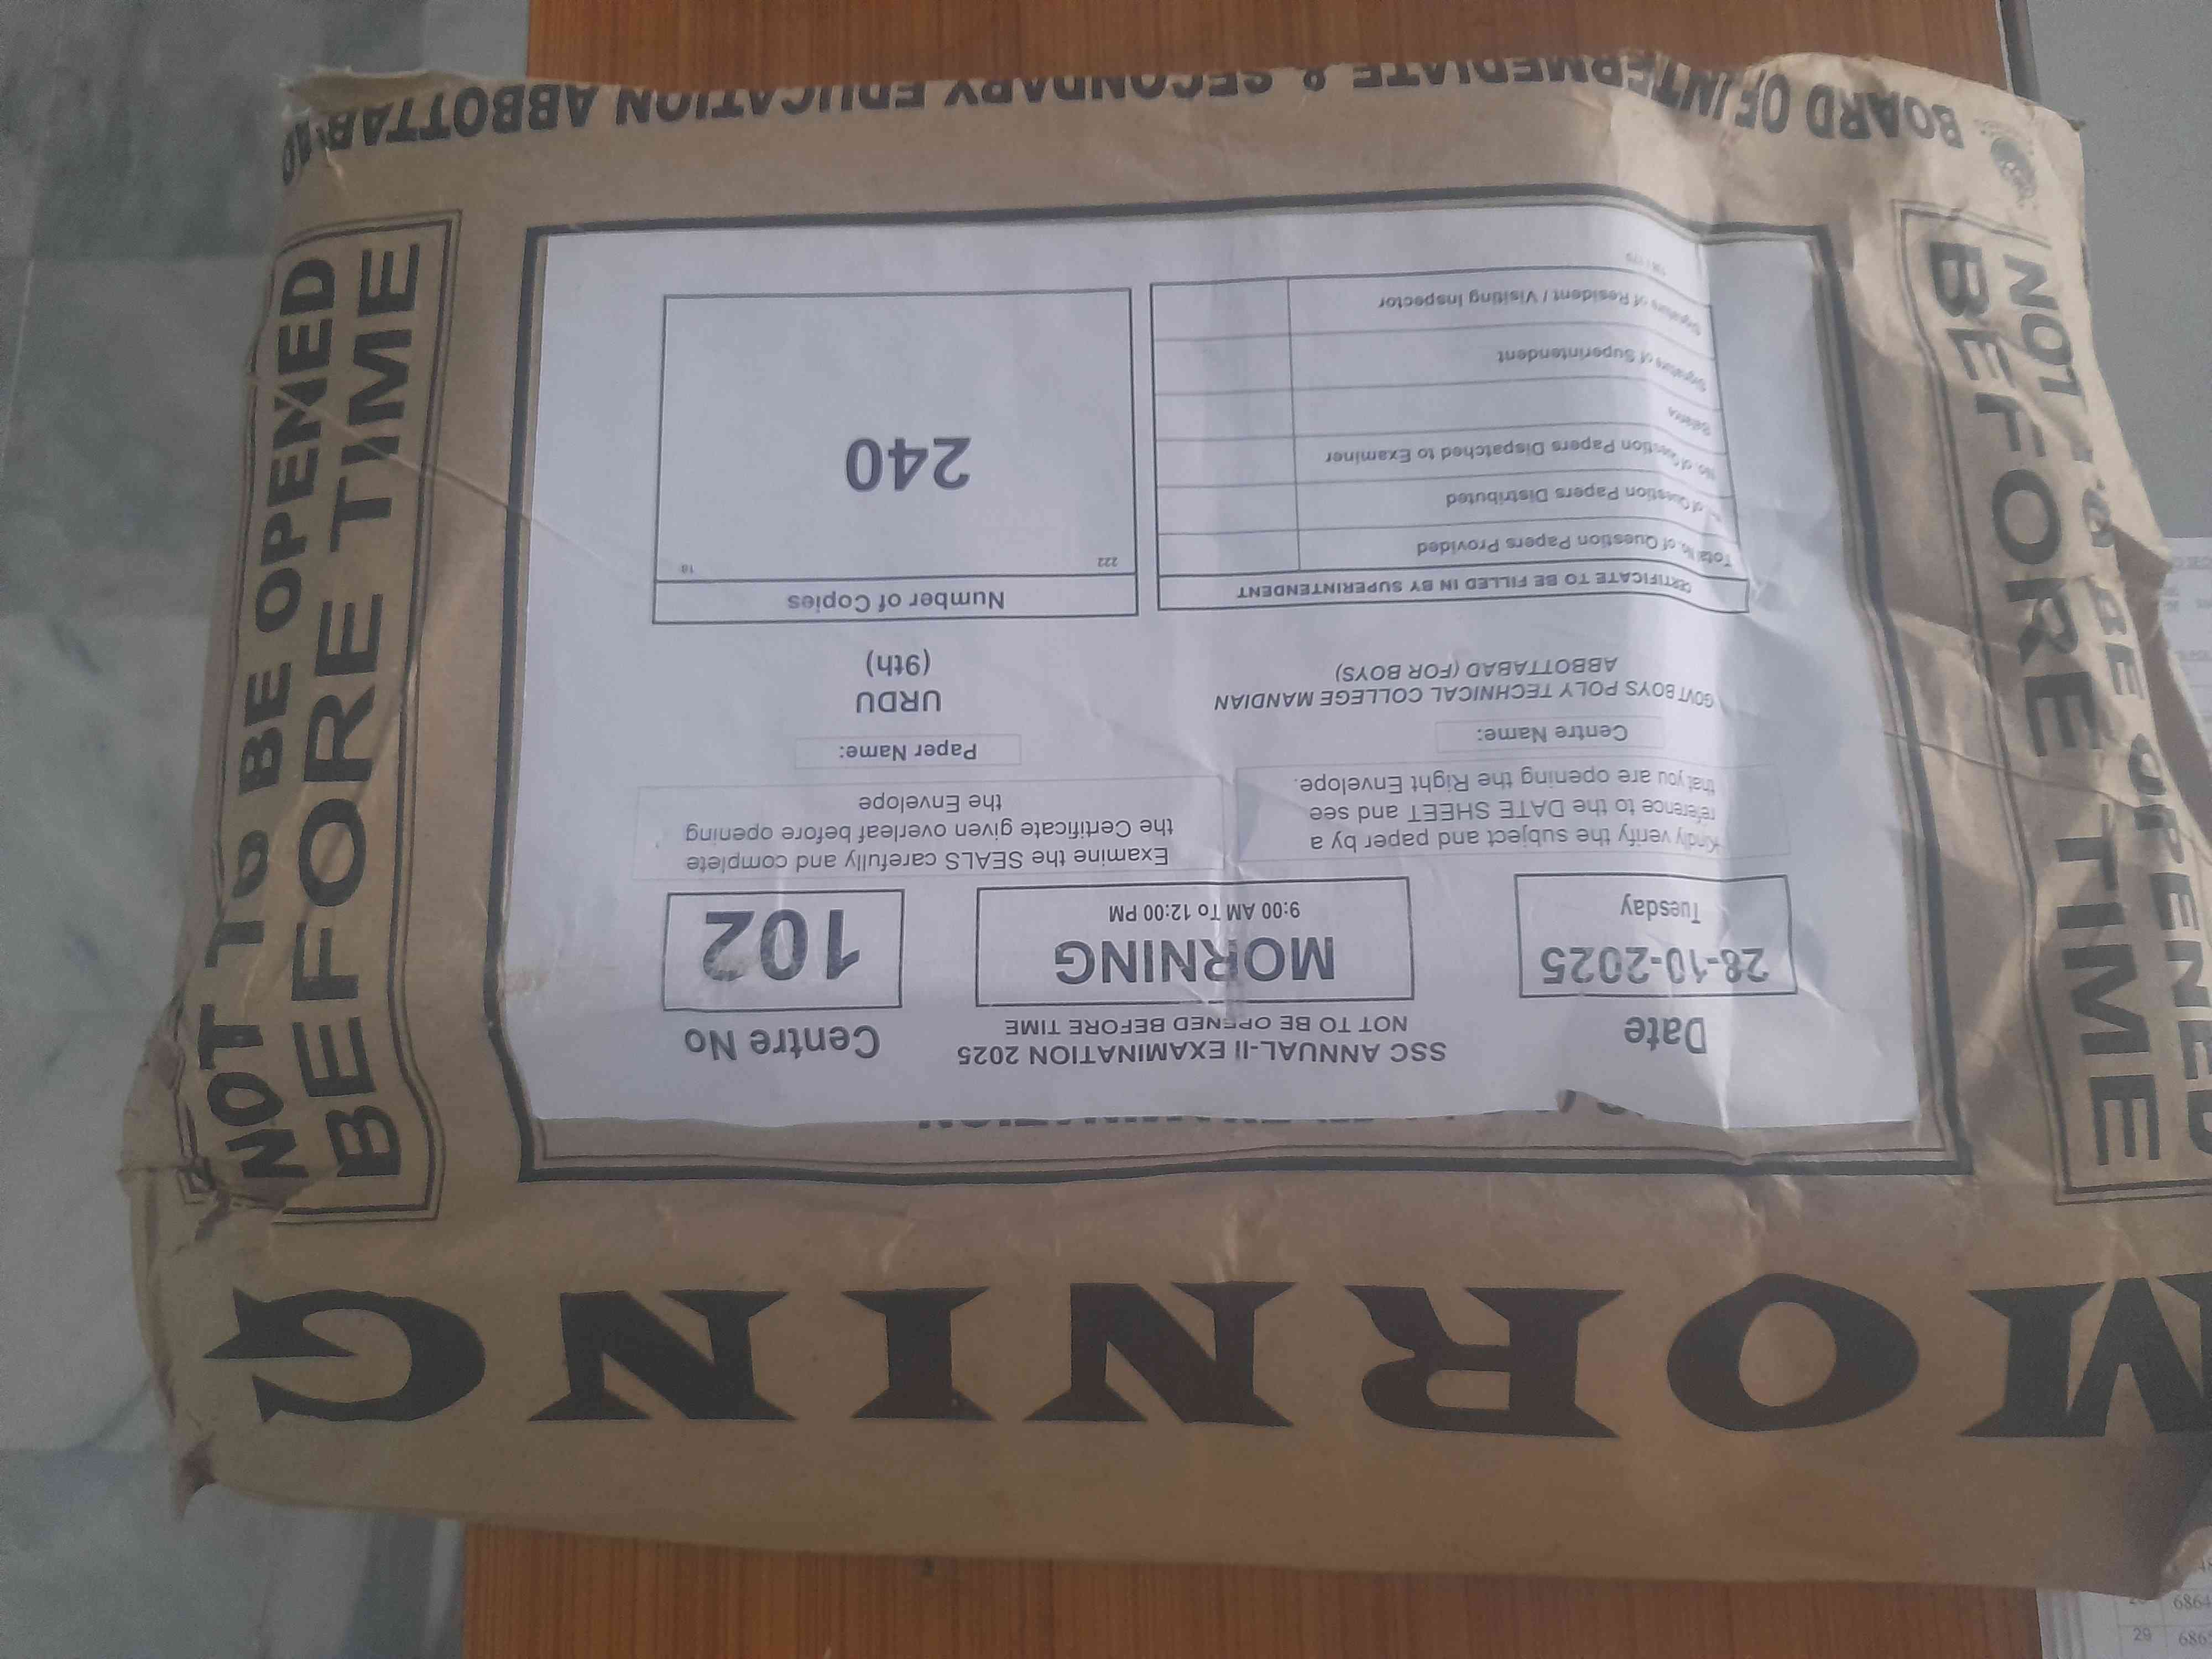 MORNING
NOT TO BE OPENED
BEFORE TIME
NOT TO BE OPENED
BEFORE TIME
SSC ANNUAL-II EXAMINATION 2025
NOT TO BE OPENED BEFORE TIME
Date
28-10-2025
Tuesday
MORNING
9:00 AM To 12:00 PM
Centre No
102
Kindly verify the subject and paper by a
reference to the DATE SHEET and see
that you are opening the Right Envelope.
Examine the SEALS carefully and complete
the Certificate given overleaf before opening
the Envelope
Centre Name:
GOVT BOYS POLY TECHNICAL COLLEGE MANDIAN
ABBOTTABAD (FOR BOYS)
Paper Name:
URDU
(9th)
CERTIFICATE TO BE FILLED IN BY SUPERINTENDENT
Total No. of Question Papers Provided
of Question Papers Distributed
No. of Question Papers Dispatched to Examiner
Balance
Signature of Superintendent
Signature of Resident / Visiting Inspector
Number of Copies
222 18
240
BOARD OF INTERMEDIATE & SECONDARY EDUCATION ABBOTTABAD
29